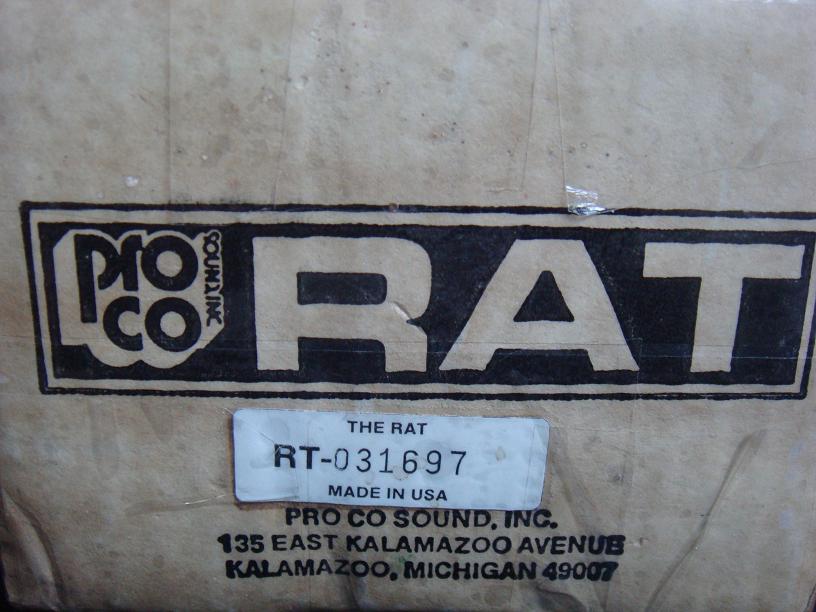 pro co
SOUND, INC.
RAT
THE RAT
RT-031697
MADE IN USA
PRO CO SOUND, INC.
135 EAST KALAMAZOO AVENUE
KALAMAZOO, MICHIGAN 49007